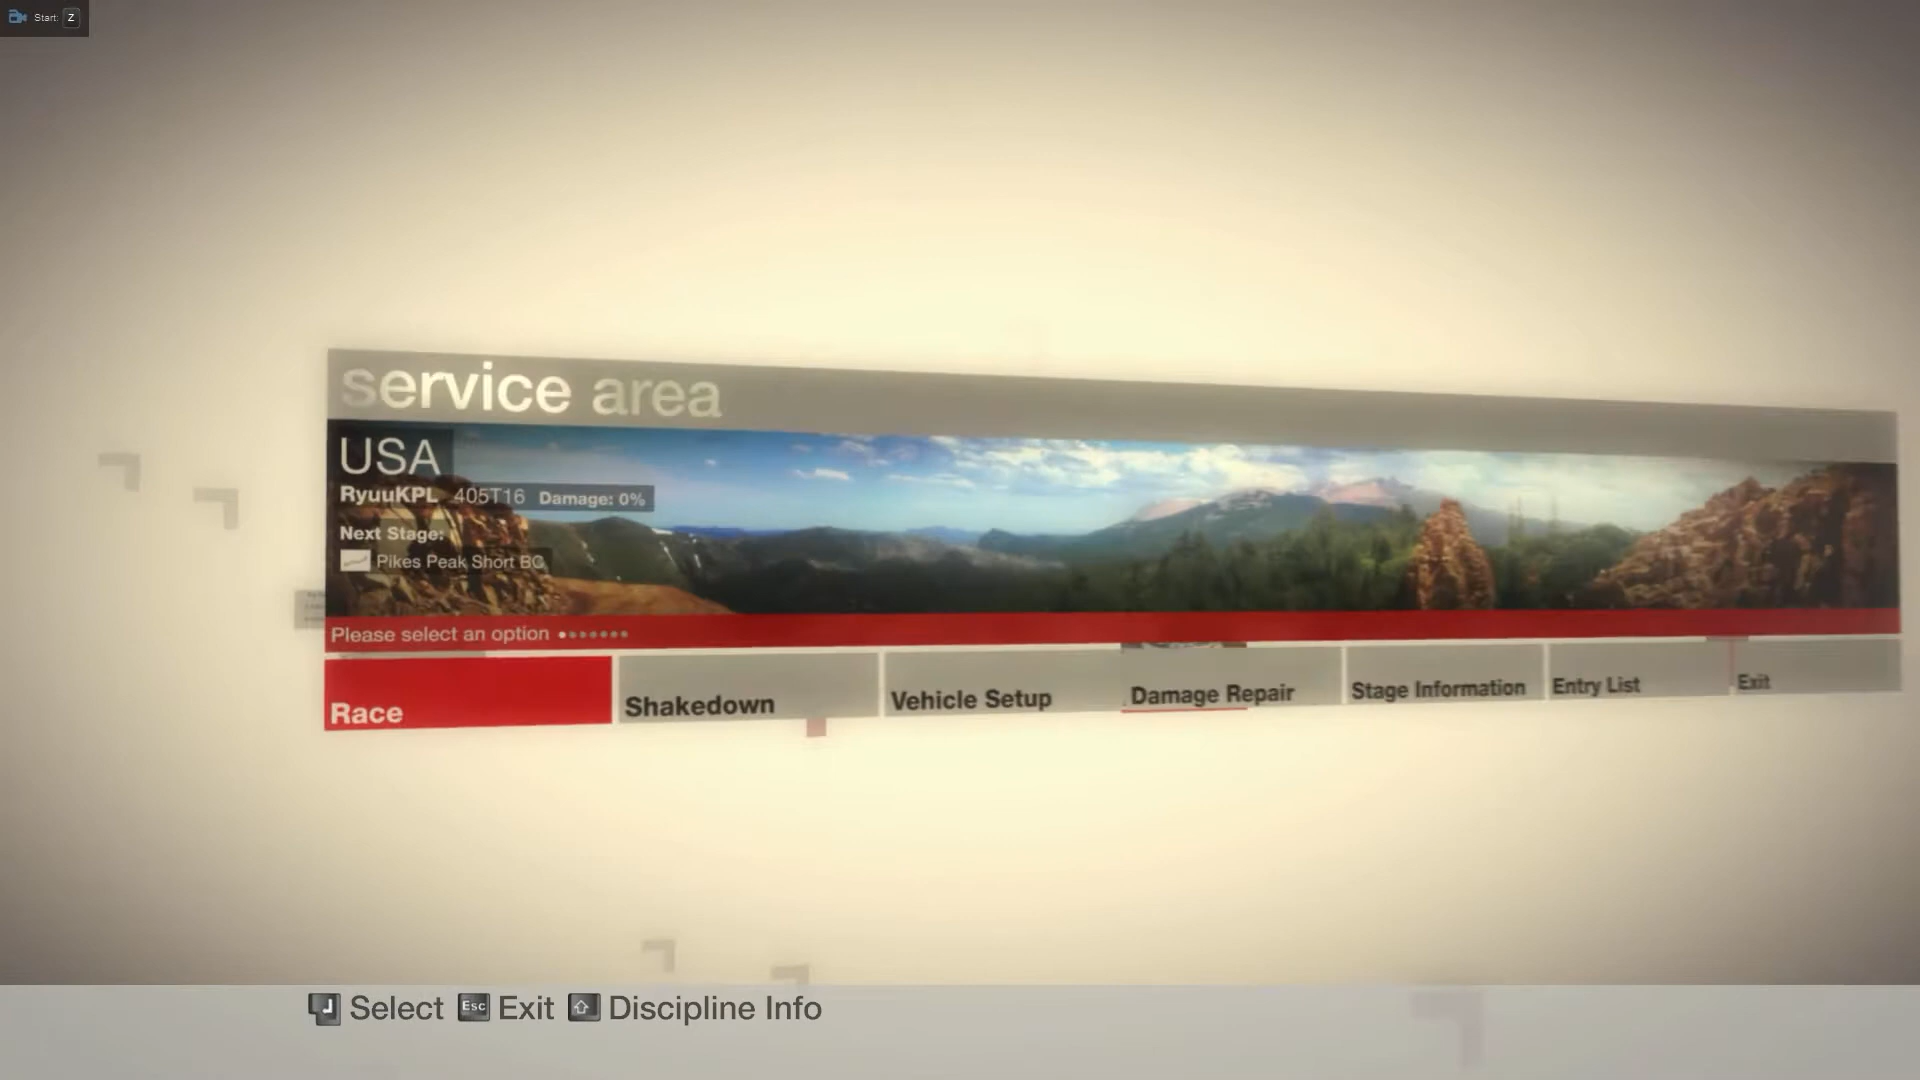 Start: Z
service area
USA
RyuuKPL 405T16 Damage: 0%
Next Stage:
Pikes Peak Short BC
Please select an option
Race
Shakedown
Vehicle Setup
Damage Repair
Stage Information
Entry List
Exit
Select Esc Exit Discipline Info